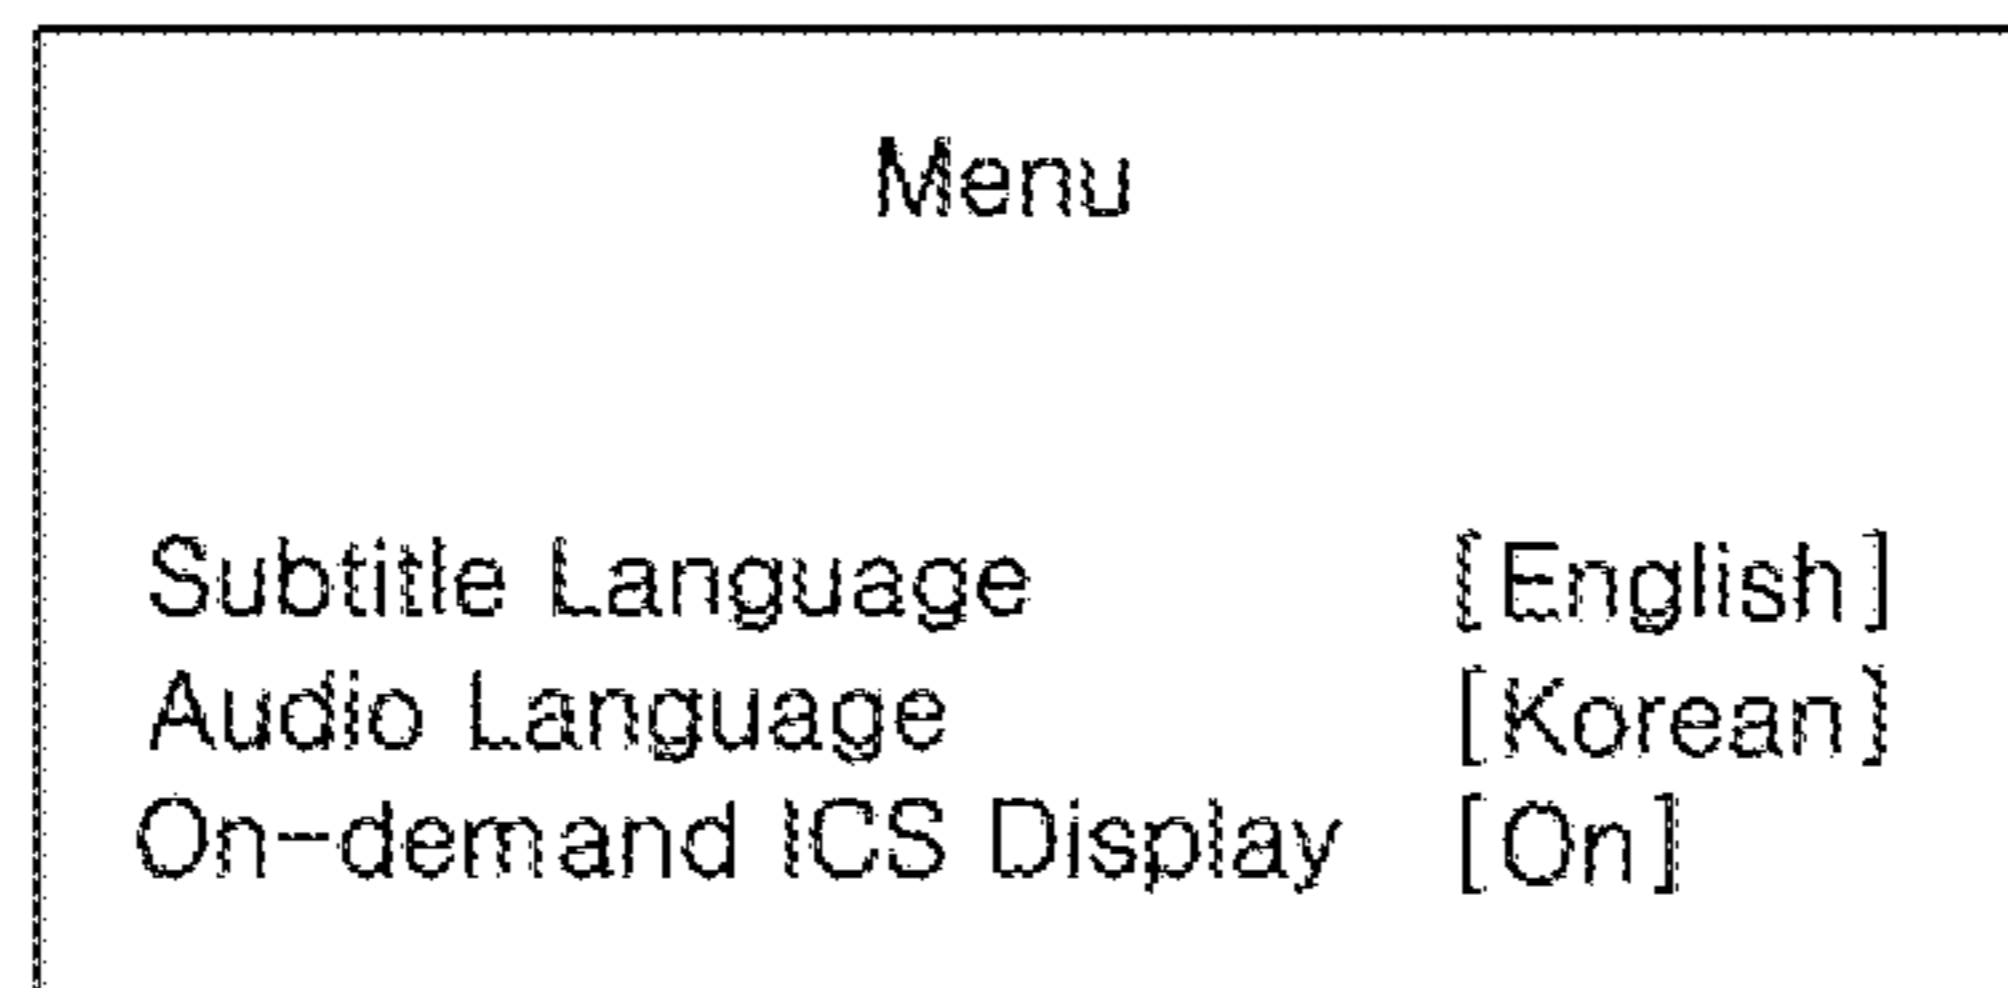 Menu
Subtitle Language [English]
Audio Language [Korean]
On-demand ICS Display [On]